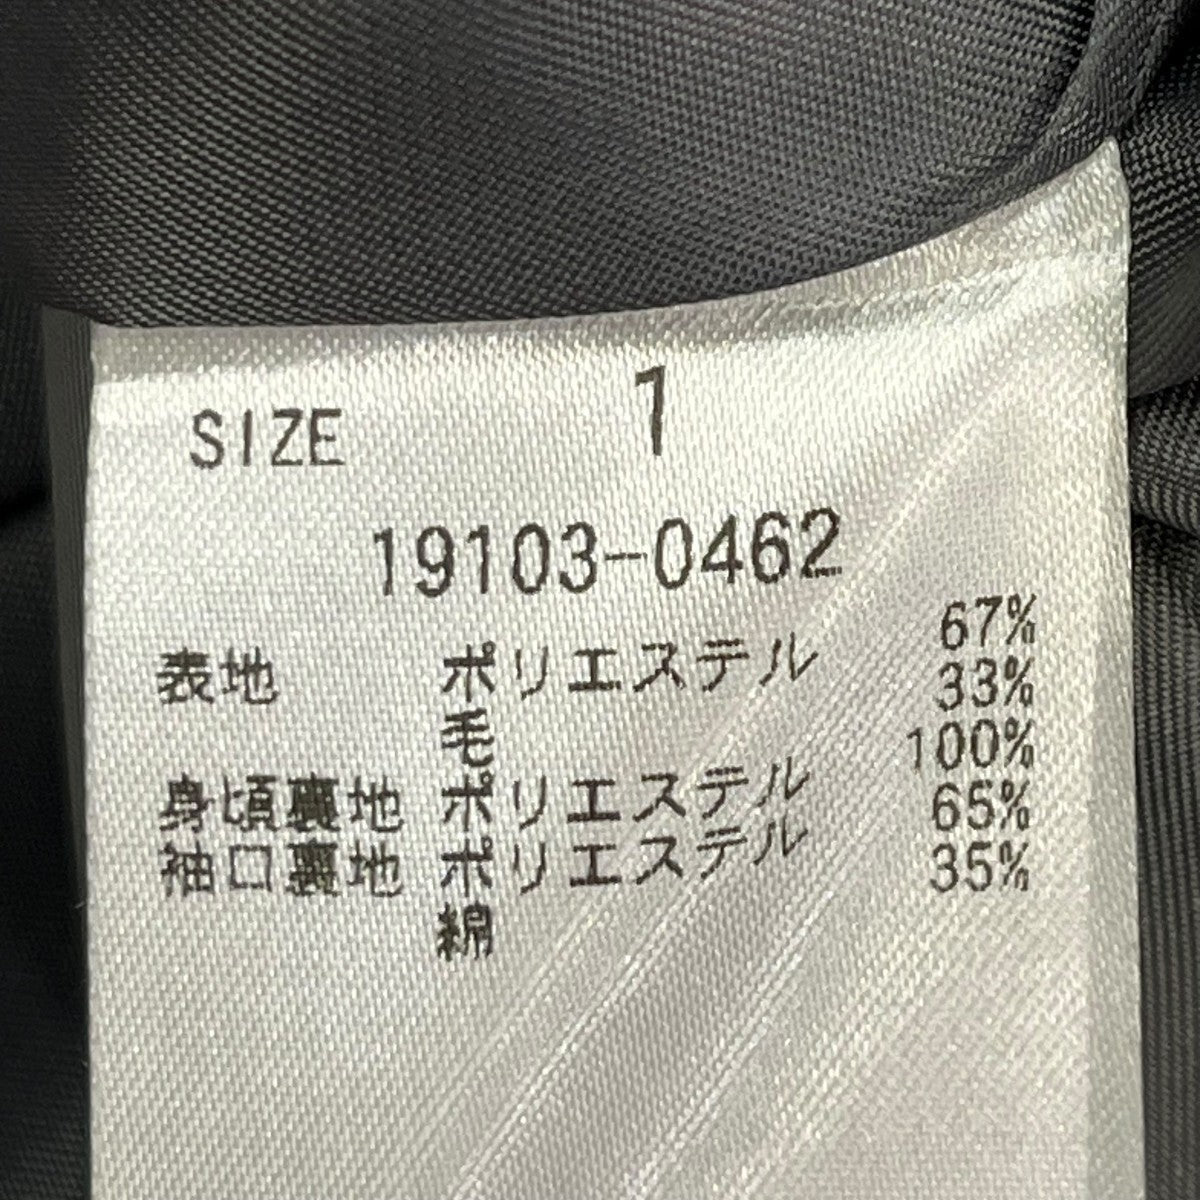 SIZE 1
19103-0462
表地 ポリエステル 67%
毛 33%
身頃裏地 ポリエステル 100%
袖口裏地 ポリエステル 65%
綿 35%